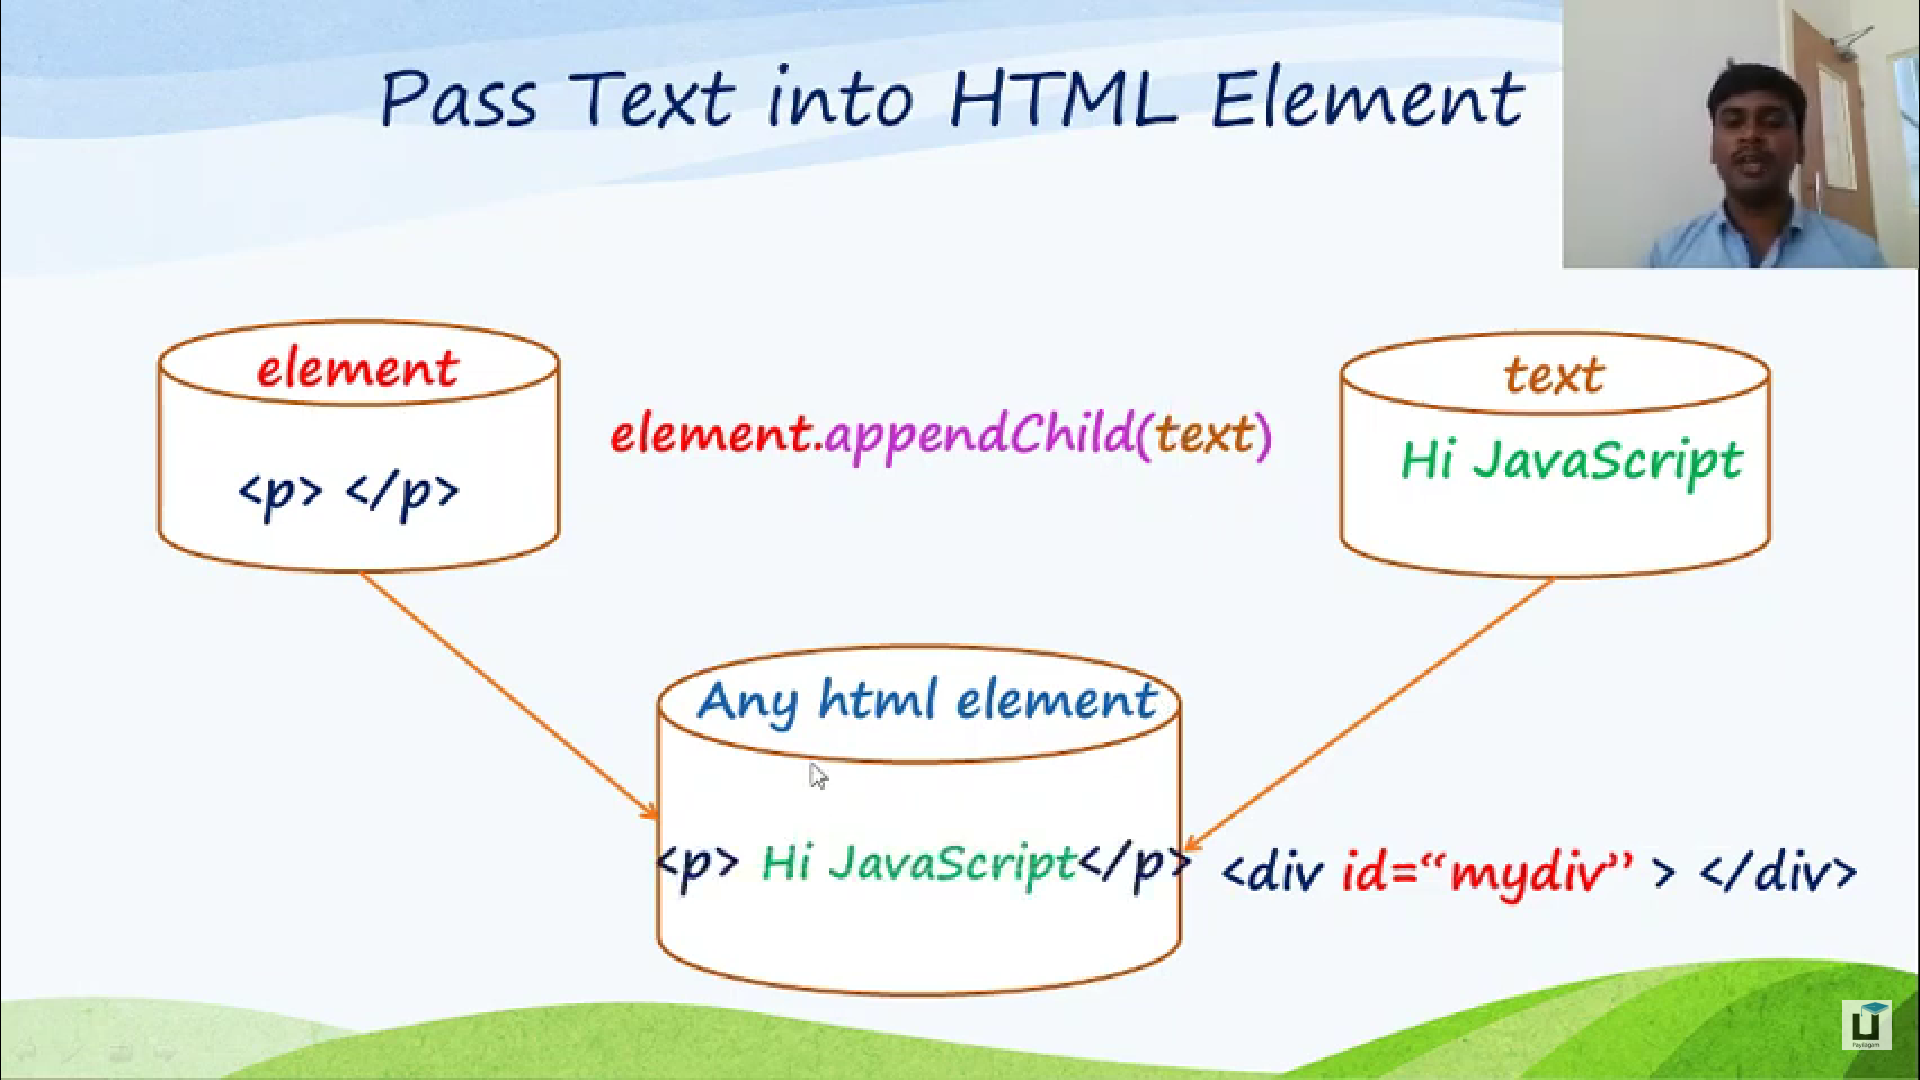 Pass Text into HTML Element
element
<p> </p>
element.appendChild(text)
text
Hi JavaScript
Any html element
<p> Hi JavaScript</p>
<div id=“mydiv” > </div>
Payilagam